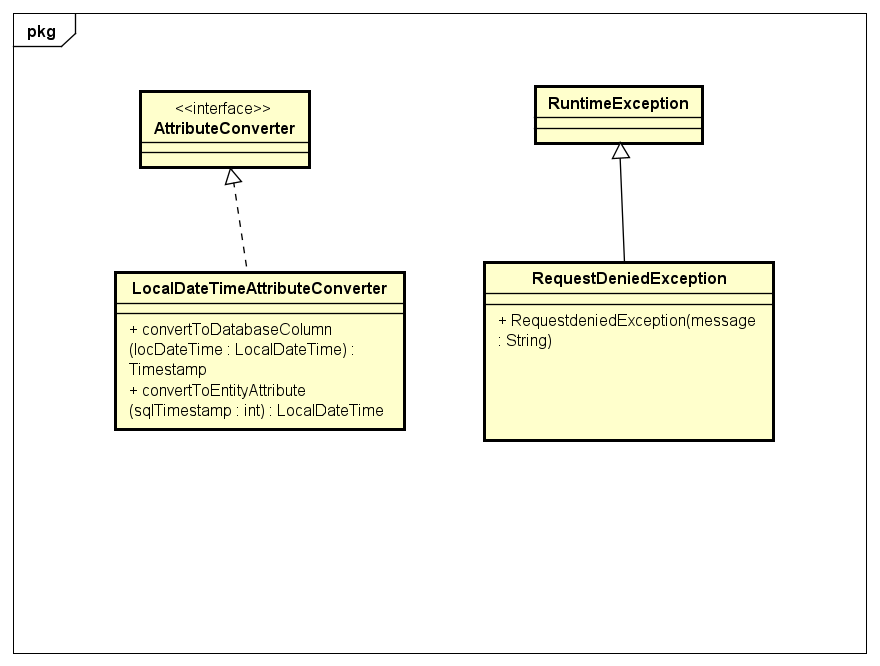 pkg
<<interface>>
AttributeConverter
RuntimeException
LocalDateTimeAttributeConverter
+ convertToDatabaseColumn
(locDateTime : LocalDateTime) :
Timestamp
+ convertToEntityAttribute
(sqlTimestamp : int) : LocalDateTime
RequestDeniedException
+ RequestdeniedException(message
: String)